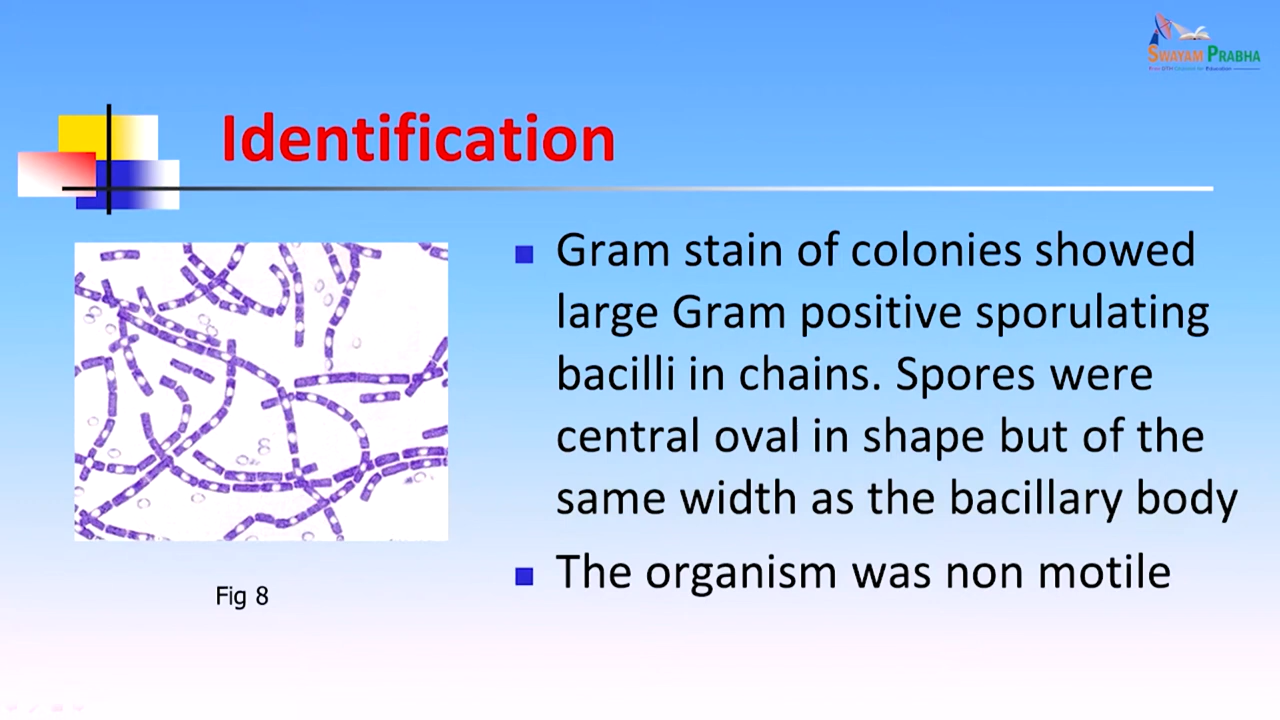 SWAYAM PRABHA
Identification
Gram stain of colonies showed
large Gram positive sporulating
bacilli in chains. Spores were
central oval in shape but of the
same width as the bacillary body
The organism was non motile
Fig 8